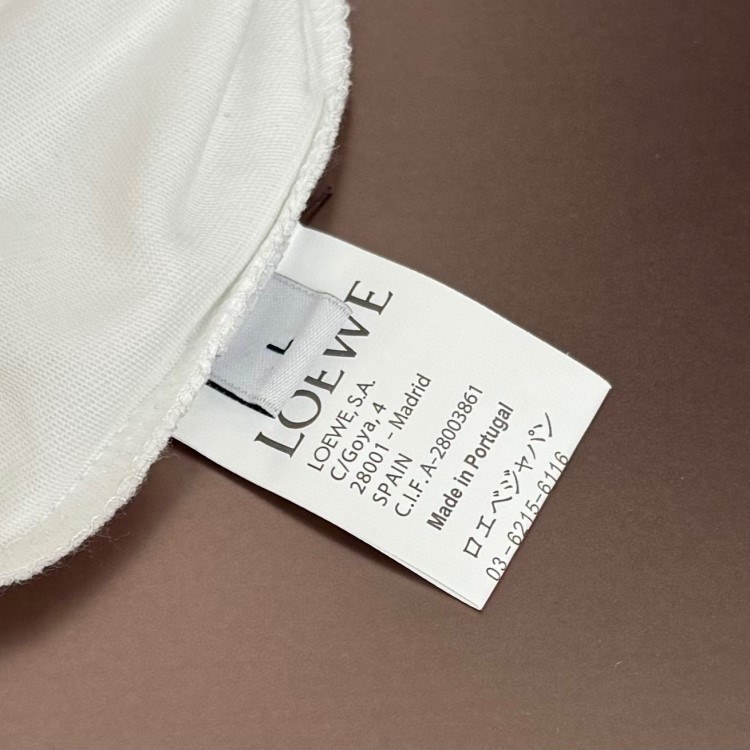 L
LOEWE
LOEWE, S.A.
C/Goya, 4
28001 - Madrid
SPAIN
C.I.F. A-28003861
Made in Portugal
ロエベジャパン
03-6215-6116